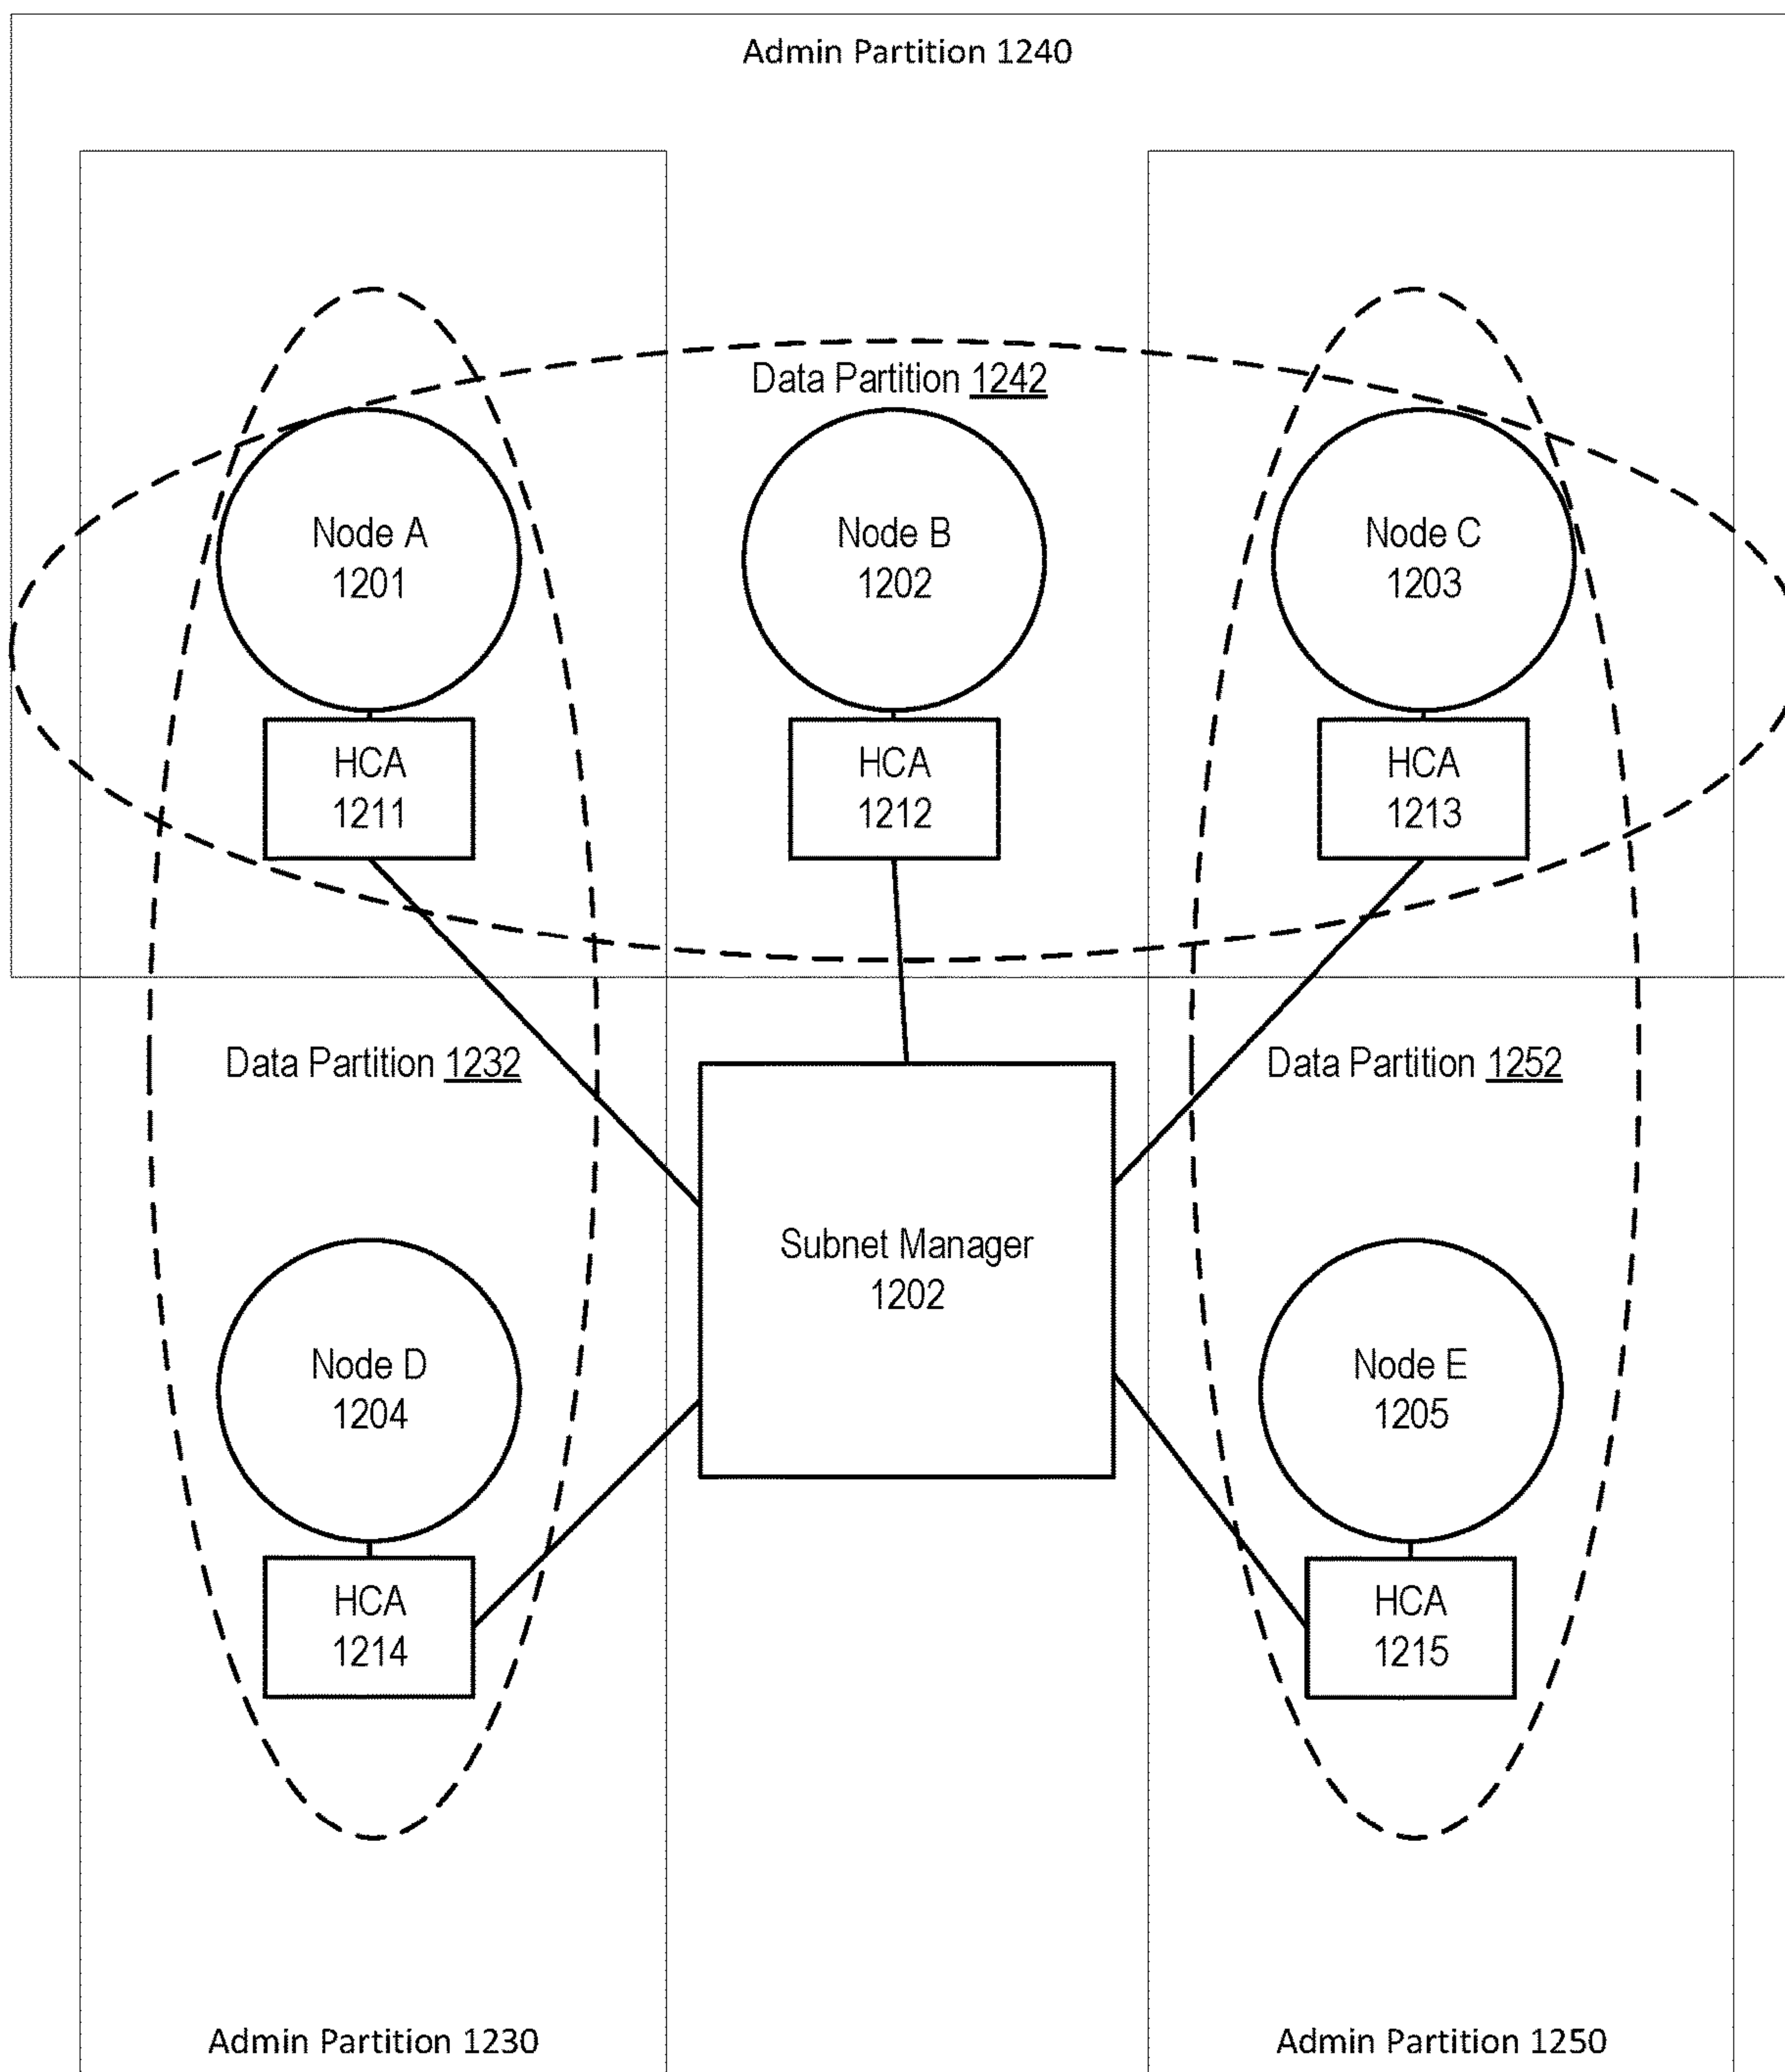 Admin Partition 1240
Data Partition 1242
Node A
1201
Node B
1202
Node C
1203
HCA
1211
HCA
1212
HCA
1213
Data Partition 1232
Data Partition 1252
Subnet Manager
1202
Node D
1204
Node E
1205
HCA
1214
HCA
1215
Admin Partition 1230
Admin Partition 1250